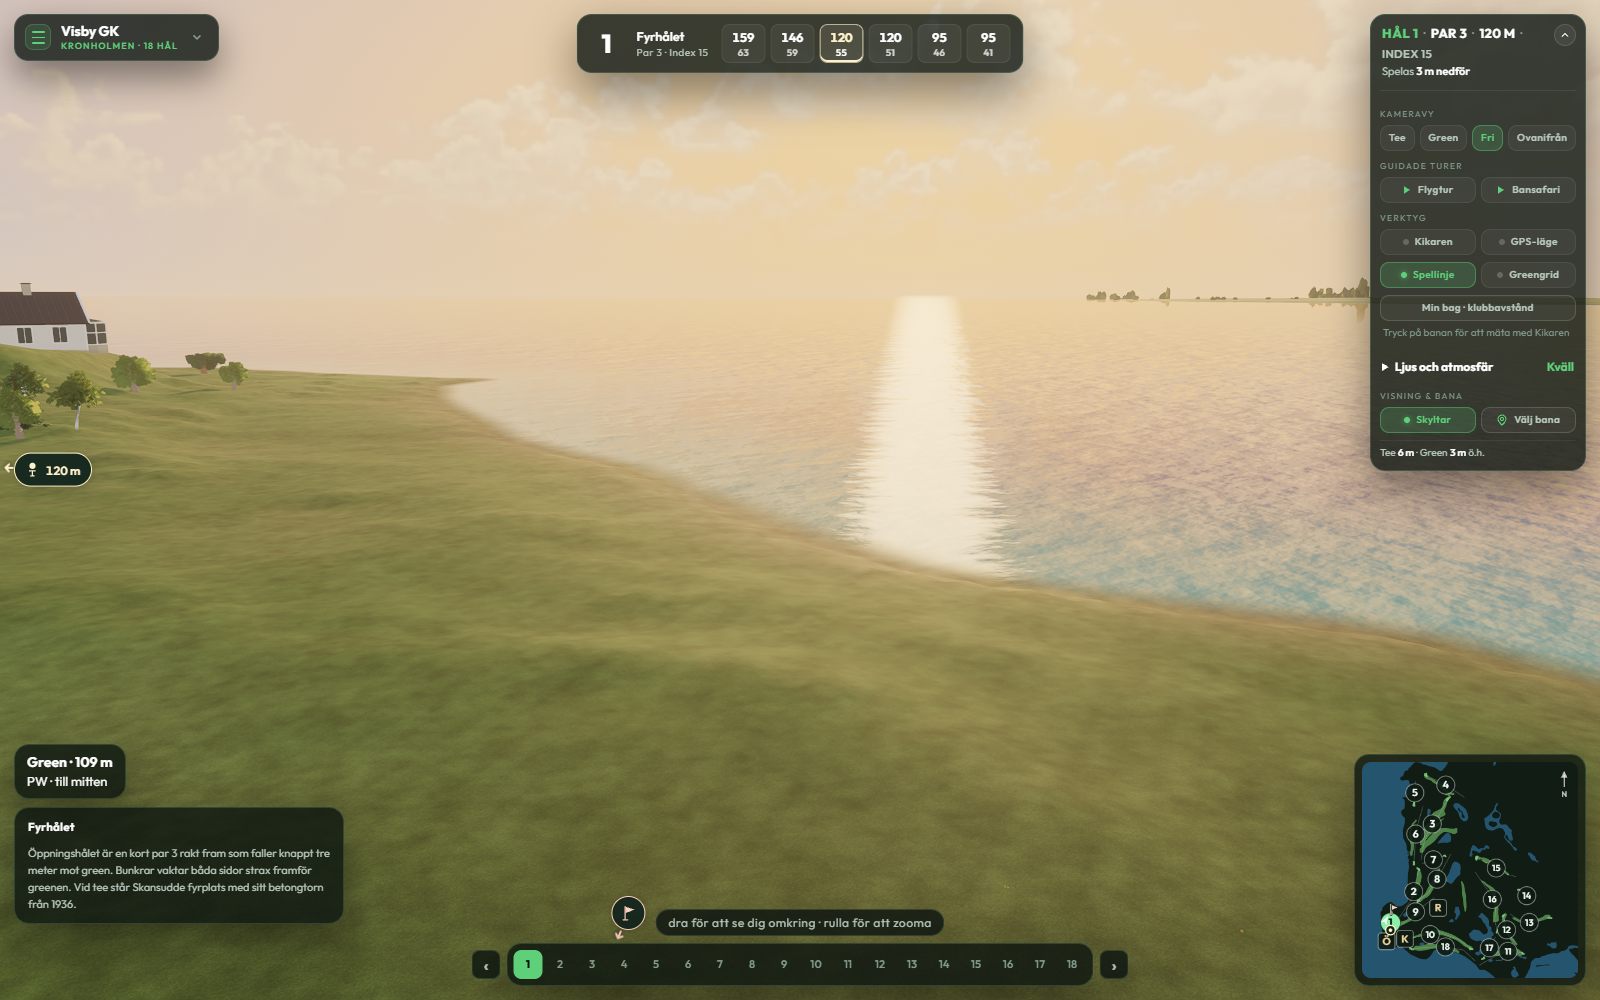 Visby GK
KRONHOLMEN · 18 HÅL
1
Fyrhålet
Par 3 · Index 15
159 146 120 120 95 95
63 59 55 51 46 41
HÅL 1 · PAR 3 · 120 M ·
INDEX 15
Spelas 3 m nedför
KAMERAVY
Tee Green Fri Ovanifrån
GUIDADE TURER
Flygtur Bansafari
VERKTYG
Kikaren GPS-läge
Spellinje Greengrid
Min bag · klubbavstånd
Tryck på banan för att mäta med Kikaren
Ljus och atmosfär Kväll
VISNING & BANA
Skyltar Välj bana
Tee 6 m · Green 3 m ö.h.
120 m
Green · 109 m
PW · till mitten
Fyrhålet
Öppningshålet är en kort par 3 rakt fram som faller knappt tre
meter mot green. Bunkrar vaktar båda sidor strax framför
greenen. Vid tee står Skansudde fyrplats med sitt betongtorn
från 1936.
dra för att se dig omkring · rulla för att zooma
‹ 1 2 3 4 5 6 7 8 9 10 11 12 13 14 15 16 17 18 ›
N
4
5
3
6
7
15
8
2
14
16
R
9
13
1
12
10
Ö K
18
17 11